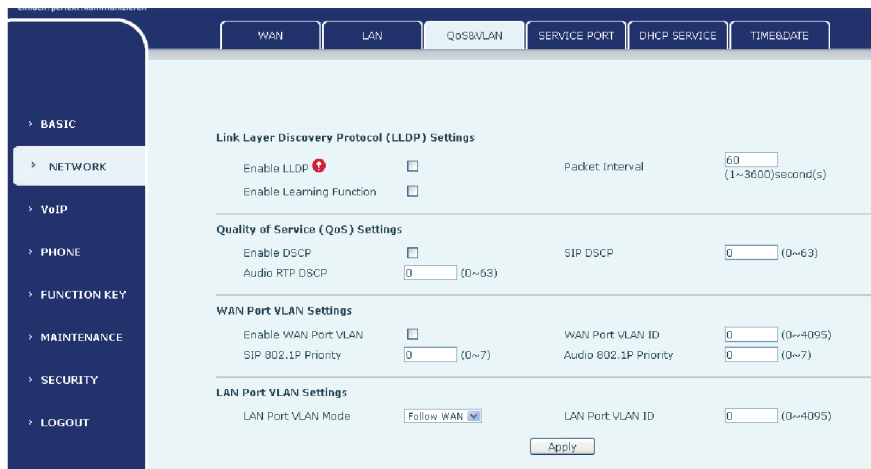 WAN LAN QoS&VLAN SERVICE PORT DHCP SERVICE TIME&DATE
› BASIC
› NETWORK
› VoIP
› PHONE
› FUNCTION KEY
› MAINTENANCE
› SECURITY
› LOGOUT
Link Layer Discovery Protocol (LLDP) Settings
Enable LLDP Packet Interval 60
(1~3600)second(s)
Enable Learning Function
Quality of Service (QoS) Settings
Enable DSCP SIP DSCP 0 (0~63)
Audio RTP DSCP 0 (0~63)
WAN Port VLAN Settings
Enable WAN Port VLAN WAN Port VLAN ID 0 (0~4095)
SIP 802.1P Priority 0 (0~7) Audio 802.1P Priority 0 (0~7)
LAN Port VLAN Settings
LAN Port VLAN Mode Follow WAN LAN Port VLAN ID 0 (0~4095)
Apply